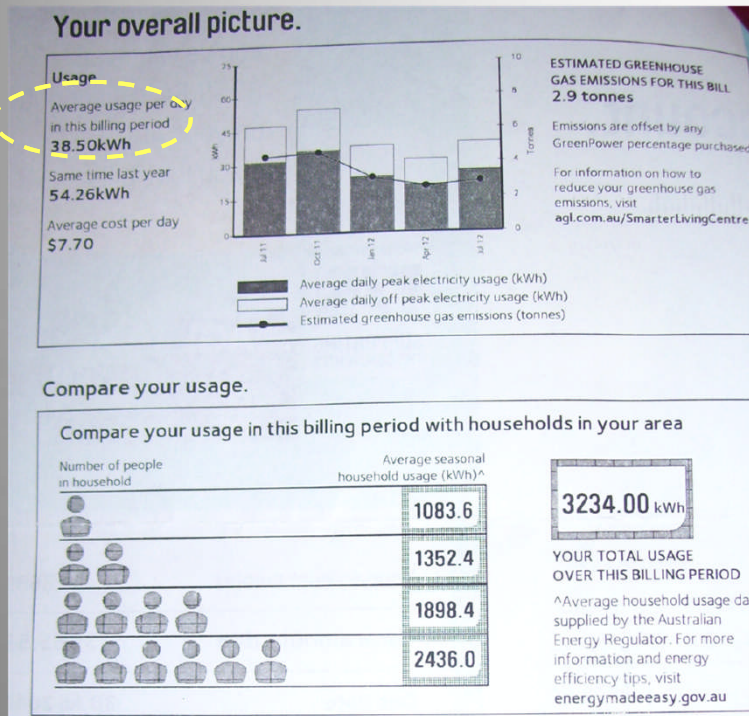 Your overall picture.
Usage
Average usage per day
in this billing period
38.50kWh
Same time last year
54.26kWh
Average cost per day
$7.70
75
60
45
30
15
0
kWh
10
8
6
4
2
0
Tonnes
Jul 11
Oct 11
Jan 12
Apr 12
Jul 12
Average daily peak electricity usage (kWh)
Average daily off peak electricity usage (kWh)
Estimated greenhouse gas emissions (tonnes)
ESTIMATED GREENHOUSE
GAS EMISSIONS FOR THIS BILL
2.9 tonnes
Emissions are offset by any
GreenPower percentage purchased
For information on how to
reduce your greenhouse gas
emissions, visit
agl.com.au/SmarterLivingCentre
Compare your usage.
Compare your usage in this billing period with households in your area
Number of people
in household
Average seasonal
household usage (kWh)^
1083.6
1352.4
1898.4
2436.0
3234.00 kWh
YOUR TOTAL USAGE
OVER THIS BILLING PERIOD
^Average household usage da
supplied by the Australian
Energy Regulator. For more
information and energy
efficiency tips, visit
energymadeeasy.gov.au